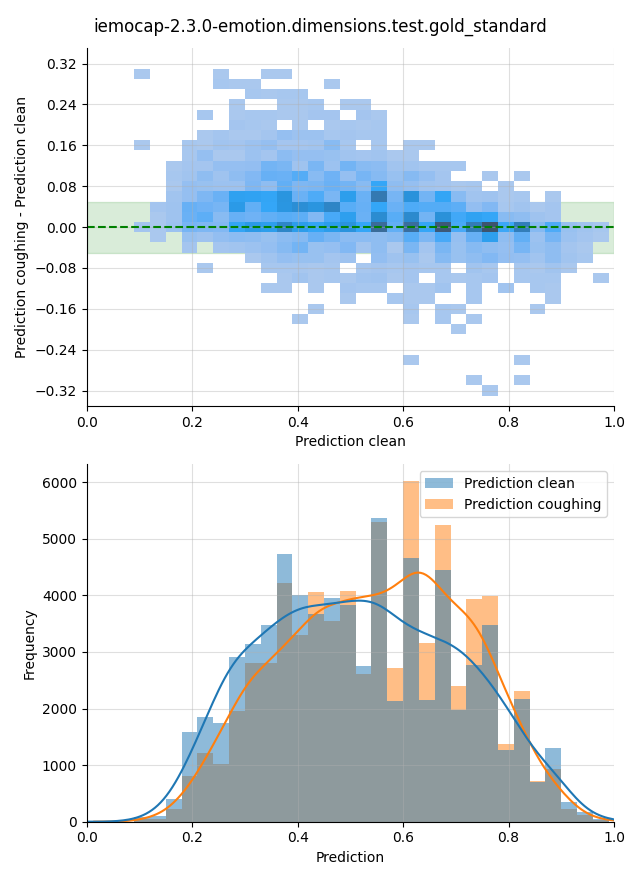 iemocap-2.3.0-emotion.dimensions.test.gold_standard
0.32
0.24
0.16
0.08
0.00
−0.08
−0.16
−0.24
−0.32
Prediction coughing - Prediction clean
0.0 0.2 0.4 0.6 0.8 1.0
Prediction clean
Prediction clean
Prediction coughing
6000
5000
4000
3000
2000
1000
0
Frequency
0.0 0.2 0.4 0.6 0.8 1.0
Prediction